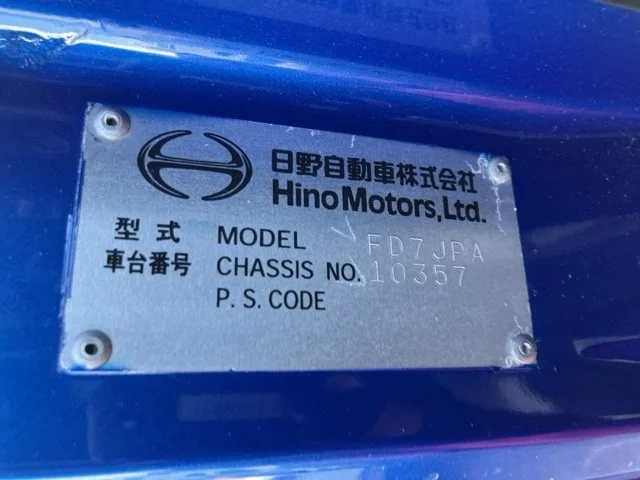 日野自動車株式会社
Hino Motors, Ltd.
型式 MODEL FD7JPA
車台番号 CHASSIS NO. 10357
P. S. CODE